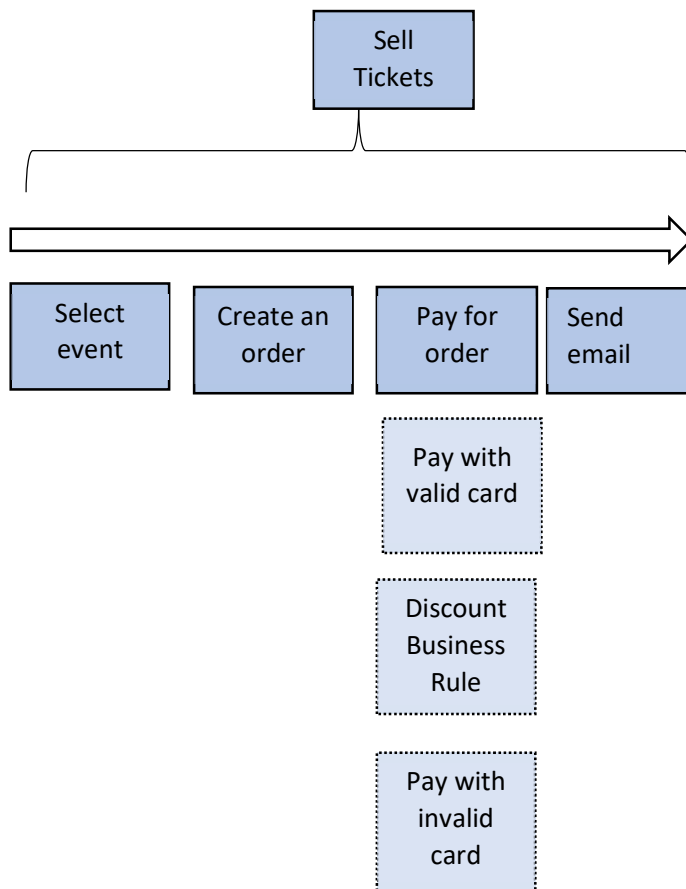 Sell
Tickets
Select
event
Create an
order
Pay for
order
Send
email
Pay with
valid card
Discount
Business
Rule
Pay with
invalid
card